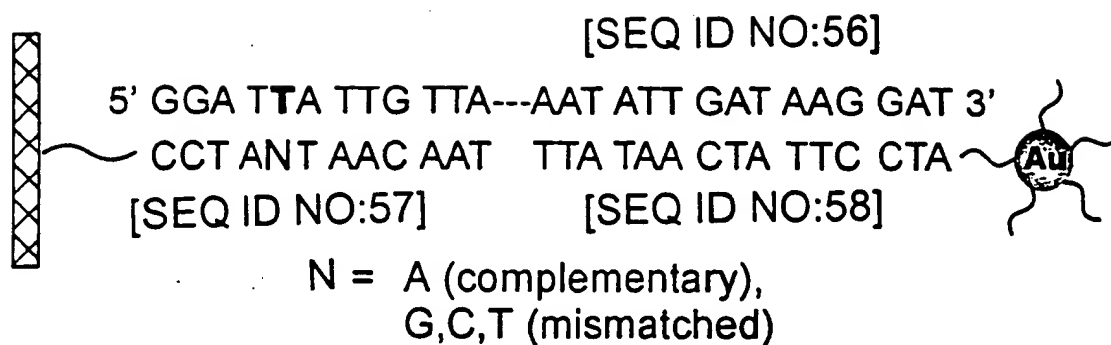 [SEQ ID NO:56]
5' GGA TTA TTG TTA---AAT ATT GAT AAG GAT 3'
CCT ANT AAC AAT TTA TAA CTA TTC CTA Au
[SEQ ID NO:57] [SEQ ID NO:58]
N = A (complementary),
G,C,T (mismatched)